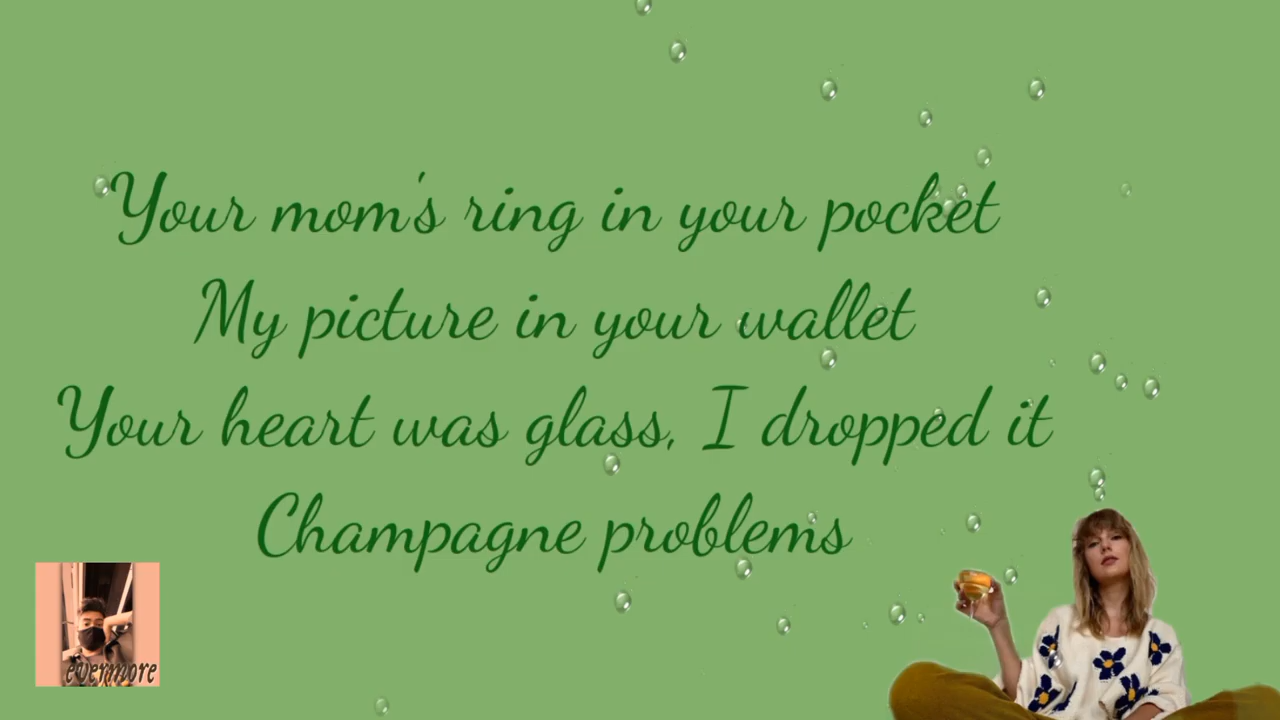 Your mom's ring in your pocket
My picture in your wallet
Your heart was glass, I dropped it
Champagne problems
evermore